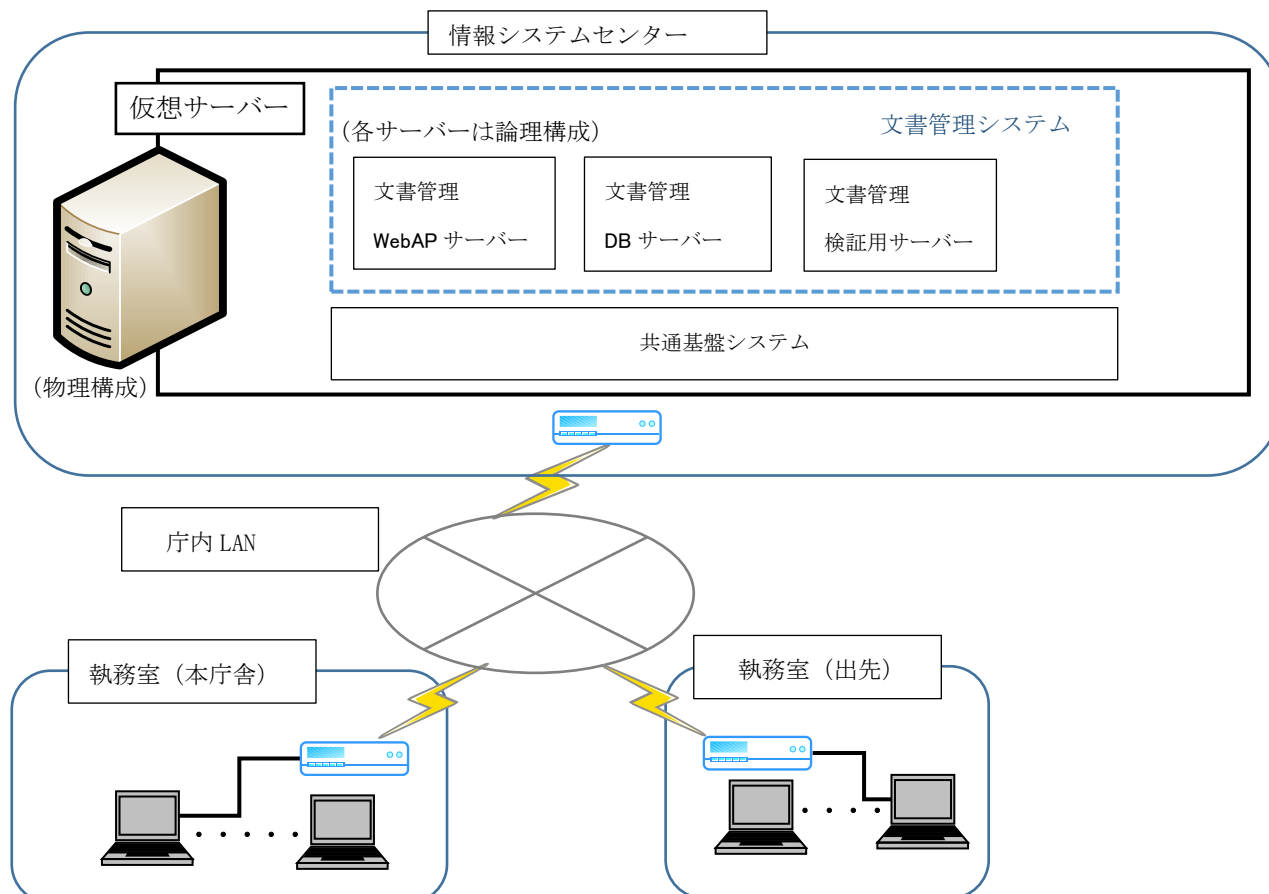 情報システムセンター
仮想サーバー
(各サーバーは論理構成)
文書管理システム
文書管理
WebAP サーバー
文書管理
DB サーバー
文書管理
検証用サーバー
共通基盤システム
(物理構成)
庁内 LAN
執務室（本庁舎）
執務室（出先）